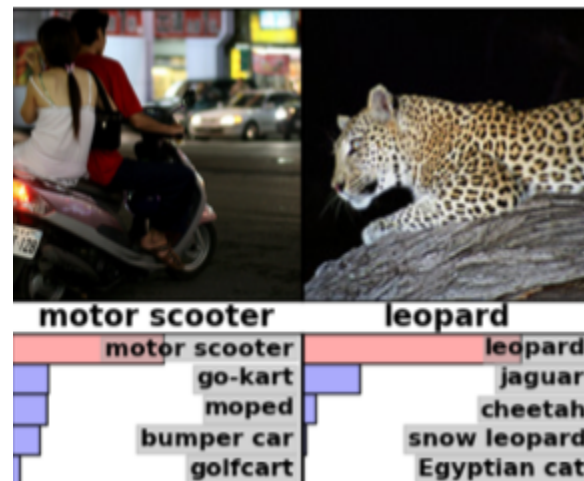 motor scooter
leopard
motor scooter
go-kart
moped
bumper car
golfcart
leopard
jaguar
cheetah
snow leopard
Egyptian cat